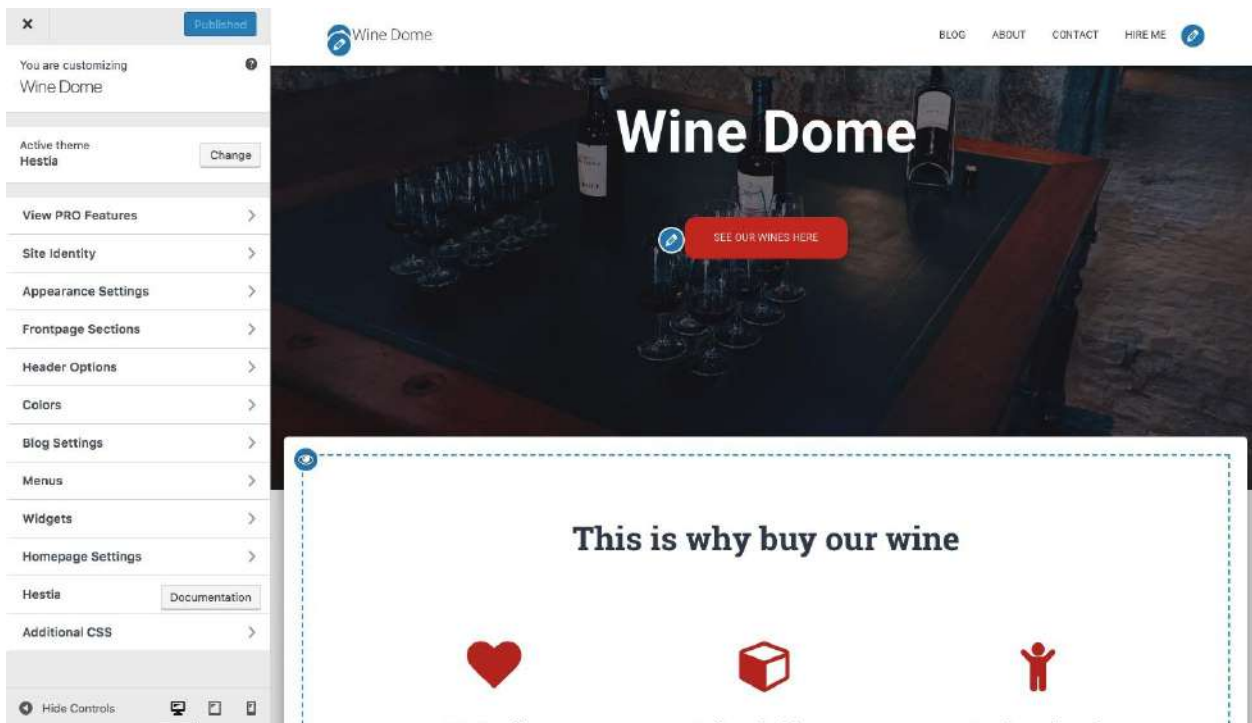 Published
You are customizing
Wine Dome
Active theme
Hestia
Change
View PRO Features
Site Identity
Appearance Settings
Frontpage Sections
Header Options
Colors
Blog Settings
Menus
Widgets
Homepage Settings
Hestia
Documentation
Additional CSS
Hide Controls
Wine Dome
BLOG ABOUT CONTACT HIRE ME
Wine Dome
SEE OUR WINES HERE
This is why buy our wine